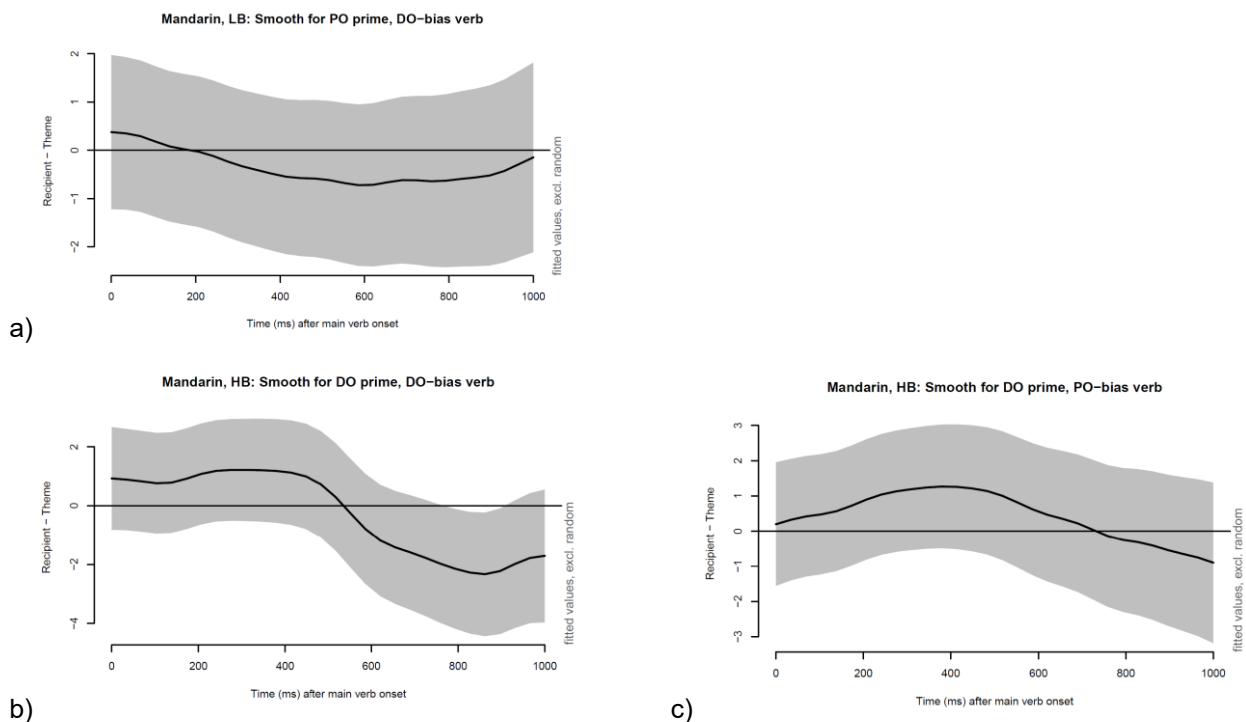 Mandarin, LB: Smooth for PO prime, DO−bias verb
2
1
0
−1
−2
Recipient − Theme
fitted values, excl. random
0 200 400 600 800 1000
Time (ms) after main verb onset
a)
Mandarin, HB: Smooth for DO prime, DO−bias verb
2
0
−2
−4
Recipient − Theme
fitted values, excl. random
0 200 400 600 800 1000
Time (ms) after main verb onset
b)
Mandarin, HB: Smooth for DO prime, PO−bias verb
3
2
1
0
−1
−2
−3
Recipient − Theme
fitted values, excl. random
0 200 400 600 800 1000
Time (ms) after main verb onset
c)